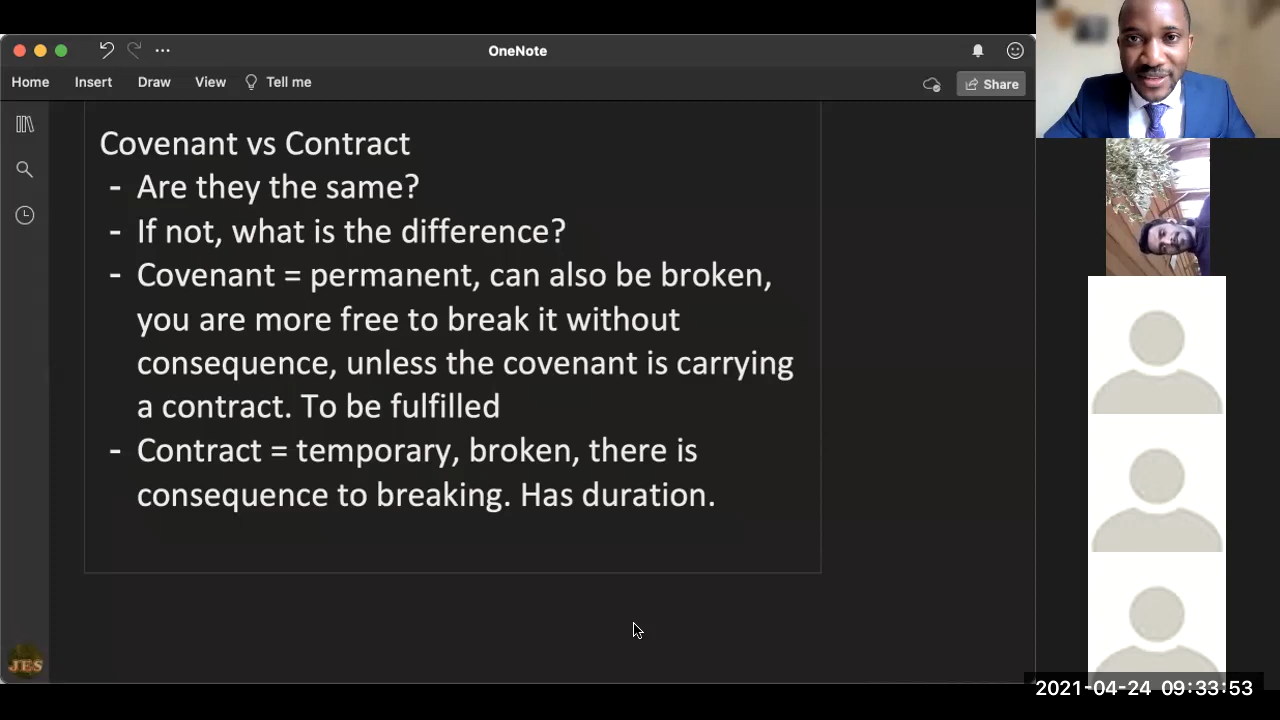 OneNote
Home Insert Draw View Tell me Share
Covenant vs Contract
- Are they the same?
- If not, what is the difference?
- Covenant = permanent, can also be broken,
you are more free to break it without
consequence, unless the covenant is carrying
a contract. To be fulfilled
- Contract = temporary, broken, there is
consequence to breaking. Has duration.
JES
2021-04-24 09:33:53